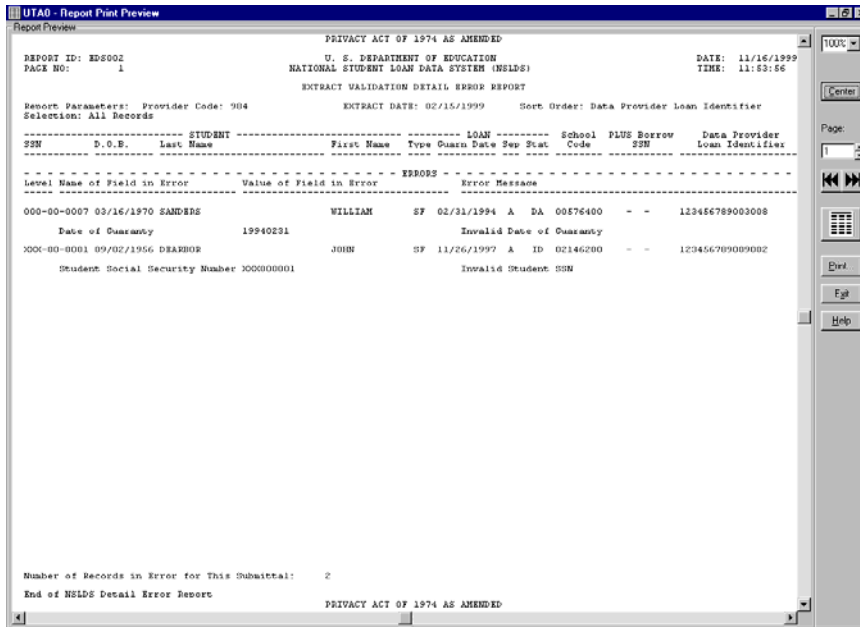 UTA0 - Report Print Preview
Report Preview
PRIVACY ACT OF 1974 AS AMENDED
REPORT ID: EDS002 U. S. DEPARTMENT OF EDUCATION DATE: 11/16/1999
PAGE NO: 1 NATIONAL STUDENT LOAN DATA SYSTEM (NSLDS) TIME: 11:53:56
EXTRACT VALIDATION DETAIL ERROR REPORT
Report Parameters: Provider Code: 904 EXTRACT DATE: 02/15/1999 Sort Order: Data Provider Loan Identifier
Selection: All Records
STUDENT LOAN School PLUS Borrow Data Provider
SSN D.O.B. Last Name First Name Type Guarn Date Sep Stat Code SSN Loan Identifier
ERRORS
Level Name of Field in Error Value of Field in Error Error Message
000-00-0007 03/16/1970 SANDERS WILLIAM SF 02/31/1994 A DA 00576400 - - 123456789003008
Date of Guaranty 19940231 Invalid Date of Guaranty
XXX-00-0001 09/02/1956 DEARBOR JOHN SF 11/26/1997 A ID 02146200 - - 123456789009002
Student Social Security Number XXX000001 Invalid Student SSN
Number of Records in Error for This Submittal: 2
End of NSLDS Detail Error Report
PRIVACY ACT OF 1974 AS AMENDED
100%
Center
Page:
1
Print
Exit
Help